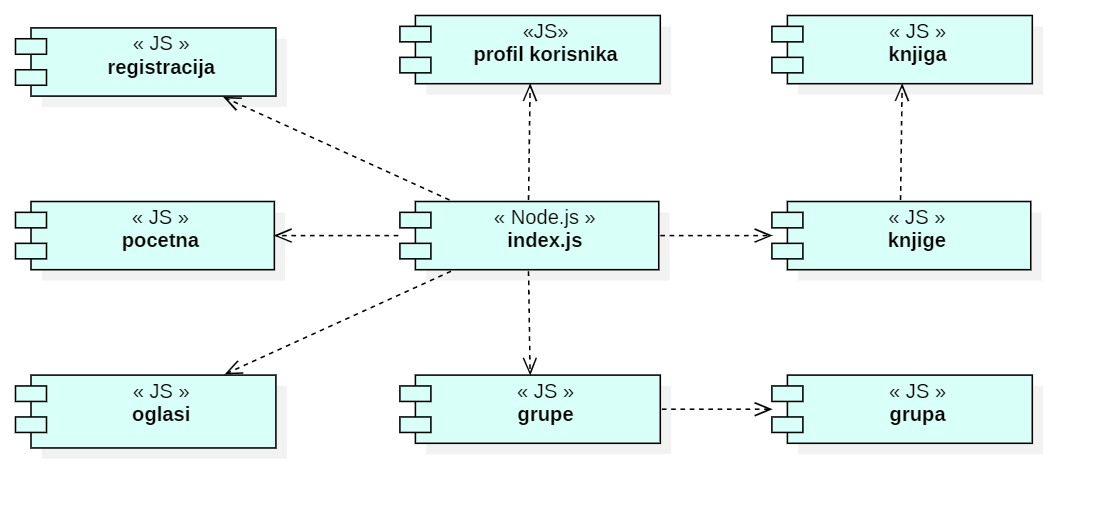 « JS »
registracija
«JS»
profil korisnika
« JS »
knjiga
« JS »
pocetna
« Node.js »
index.js
« JS »
knjige
« JS »
oglasi
« JS »
grupe
« JS »
grupa